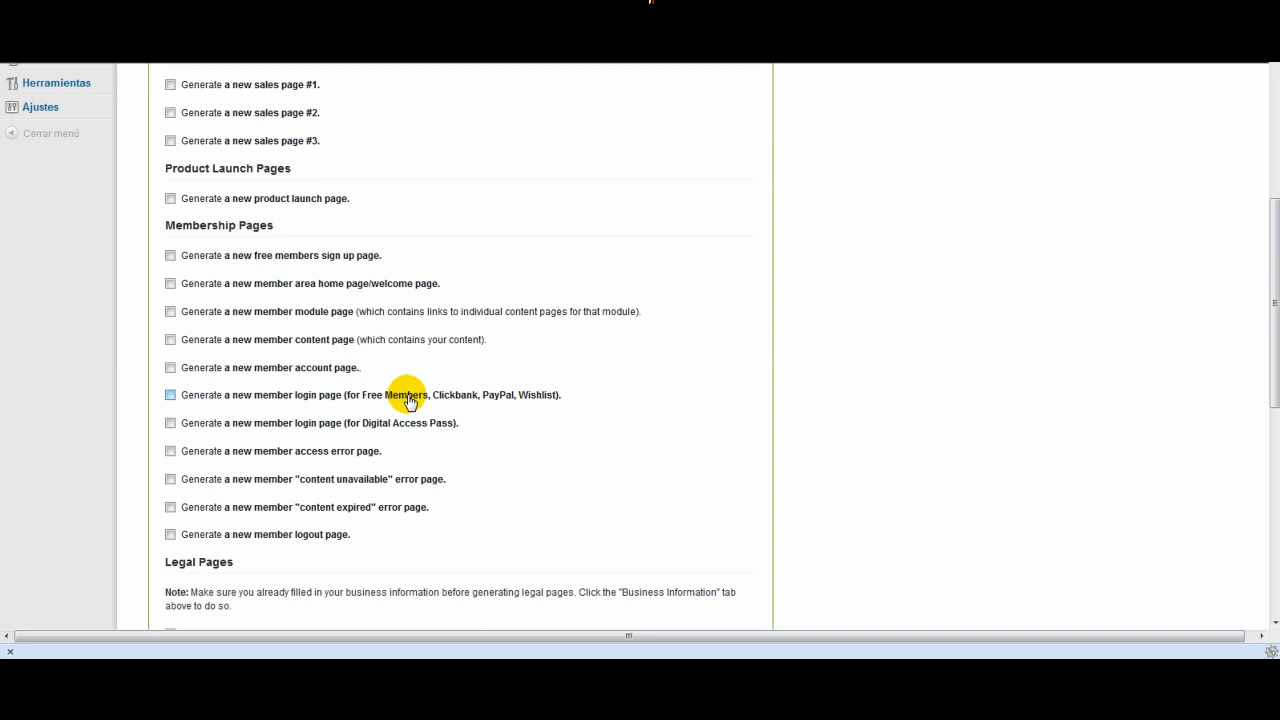 Herramientas
Ajustes
Cerrar menú
Generate a new sales page #1.
Generate a new sales page #2.
Generate a new sales page #3.
Product Launch Pages
Generate a new product launch page.
Membership Pages
Generate a new free members sign up page.
Generate a new member area home page/welcome page.
Generate a new member module page (which contains links to individual content pages for that module).
Generate a new member content page (which contains your content).
Generate a new member account page..
Generate a new member login page (for Free Members, Clickbank, PayPal, Wishlist).
Generate a new member login page (for Digital Access Pass).
Generate a new member access error page.
Generate a new member "content unavailable" error page.
Generate a new member "content expired" error page.
Generate a new member logout page.
Legal Pages
Note: Make sure you already filled in your business information before generating legal pages. Click the "Business Information" tab
above to do so.